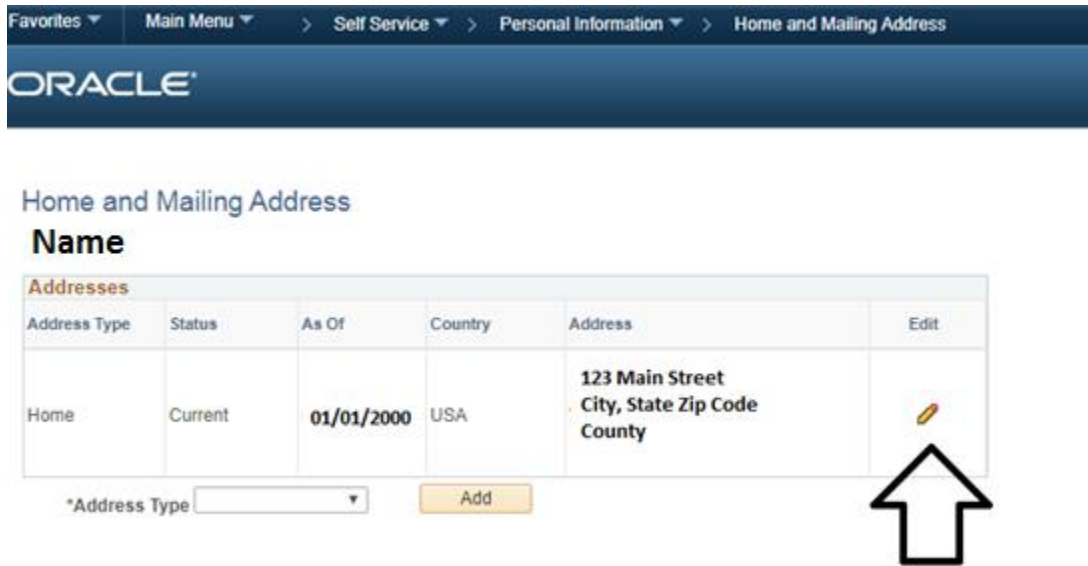 Favorites Main Menu > Self Service > Personal Information > Home and Mailing Address
ORACLE'
Home and Mailing Address
Name
Addresses
Address Type Status As Of Country Address Edit
Home Current 01/01/2000 USA 123 Main Street
City, State Zip Code
County
*Address Type Add